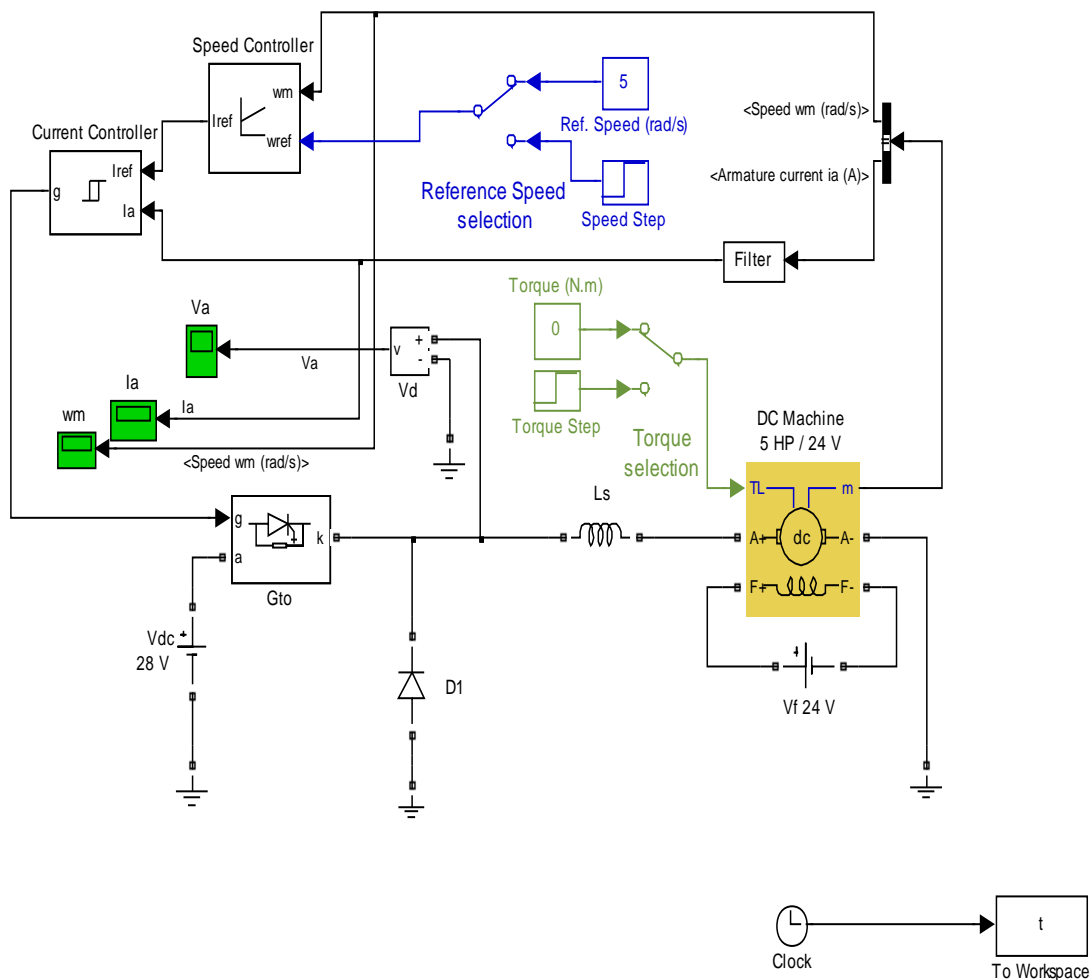 Speed Controller
wm
Iref
wref
5
Ref. Speed (rad/s)
<Speed wm (rad/s)>
Current Controller
Iref
g
Ia
<Armature current ia (A)>
Reference Speed
selection
Speed Step
Filter
Torque (N.m)
0
Va
Va
v
+
-
Vd
Ia
Ia
Torque Step
wm
<Speed wm (rad/s)>
Torque
selection
DC Machine
5 HP / 24 V
TL
m
Ls
g
k
a
Gto
A+
dc
A-
F+
F-
Vdc
28 V
+
D1
+
Vf 24 V
t
Clock
To Workspace